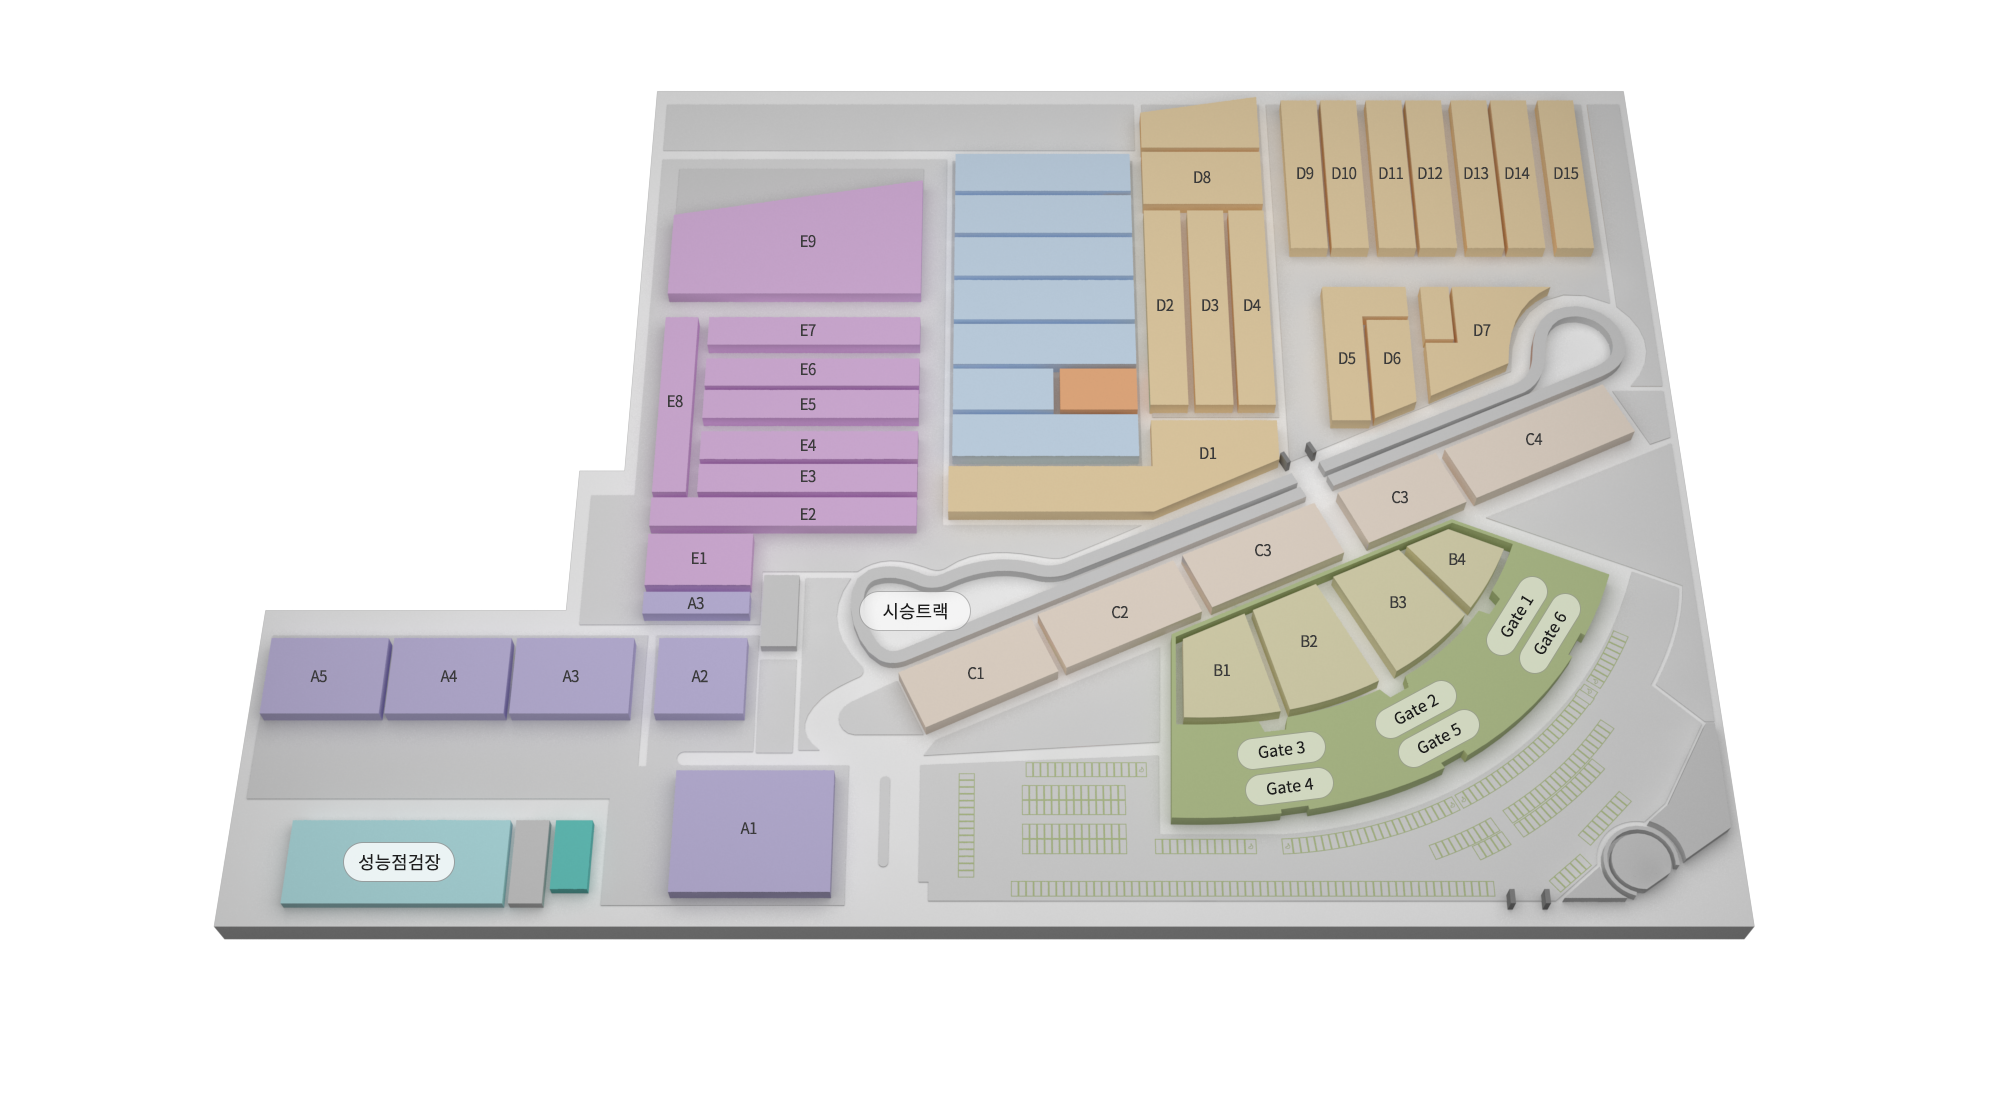 D8
D9
D10
D11
D12
D13
D14
D15
E9
D2
D3
D4
E7
E6
E8
E5
D5
D6
D7
E4
E3
D1
C4
E2
C3
E1
C3
B4
A3
시승트랙
C2
B3
Gate 1
Gate 6
B2
A5
A4
A3
A2
C1
B1
Gate 2
Gate 5
Gate 3
Gate 4
A1
성능점검장